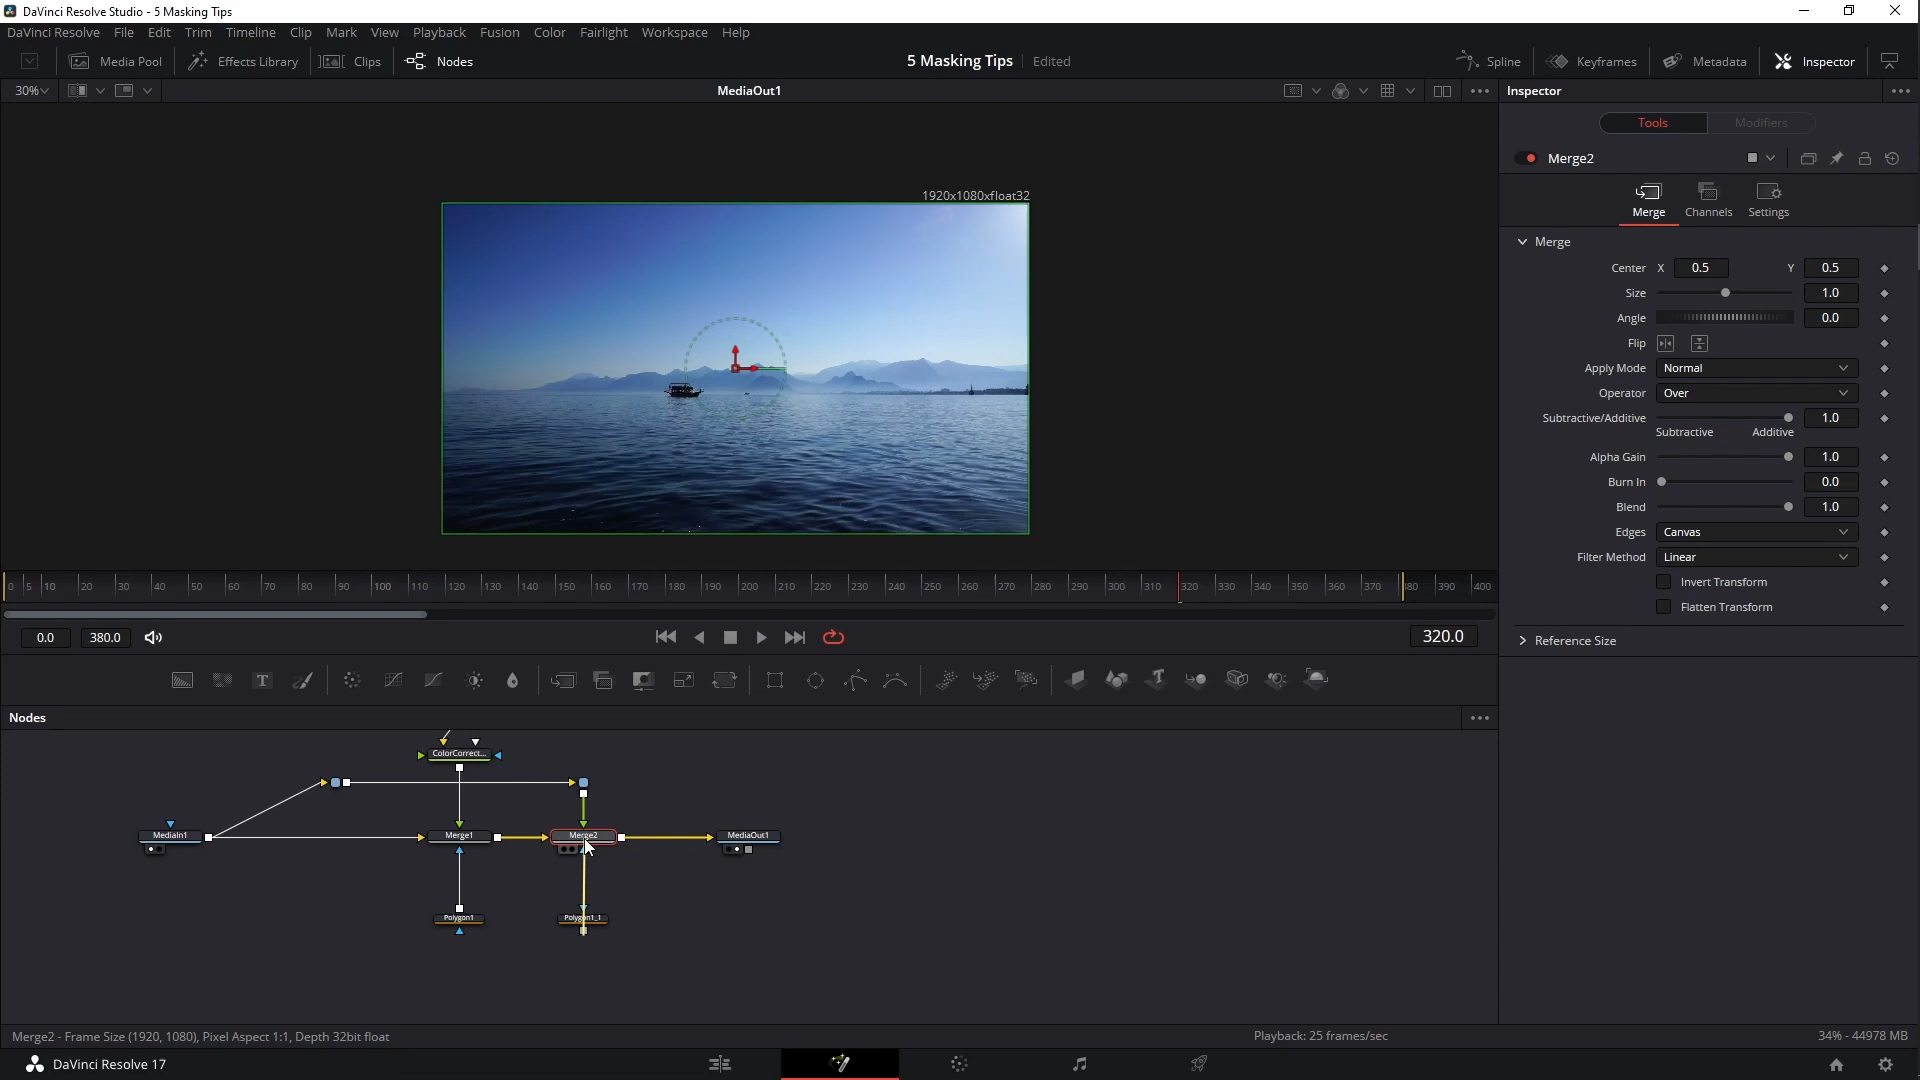 DaVinci Resolve Studio - 5 Masking Tips
DaVinci Resolve File Edit Trim Timeline Clip Mark View Playback Fusion Color Fairlight Workspace Help
Media Pool Effects Library Clips Nodes 5 Masking Tips Edited Spline Keyframes Metadata Inspector
30% MediaOut1 Inspector
Tools Modifiers
Merge2
1920x1080xfloat32
Merge Channels Settings
Merge
Center X 0.5 Y 0.5
Size 1.0
Angle 0.0
Flip
Apply Mode Normal
Operator Over
Subtractive/Additive 1.0
Subtractive Additive
Alpha Gain 1.0
Burn In 0.0
Blend 1.0
Edges Canvas
Filter Method Linear
Invert Transform
Flatten Transform
Reference Size
0 5 10 20 30 40 50 60 70 80 90 100 110 120 130 140 150 160 170 180 190 200 210 220 230 240 250 260 270 280 290 300 310 320 330 340 350 360 370 380 390 400
0.0 380.0 320.0
T T
Nodes
ColorCorrect...
MediaIn1 Merge1 Merge2 MediaOut1
Polygon1 Polygon1_1
Merge2 - Frame Size (1920, 1080), Pixel Aspect 1:1, Depth 32bit float Playback: 25 frames/sec 34% - 44978 MB
DaVinci Resolve 17